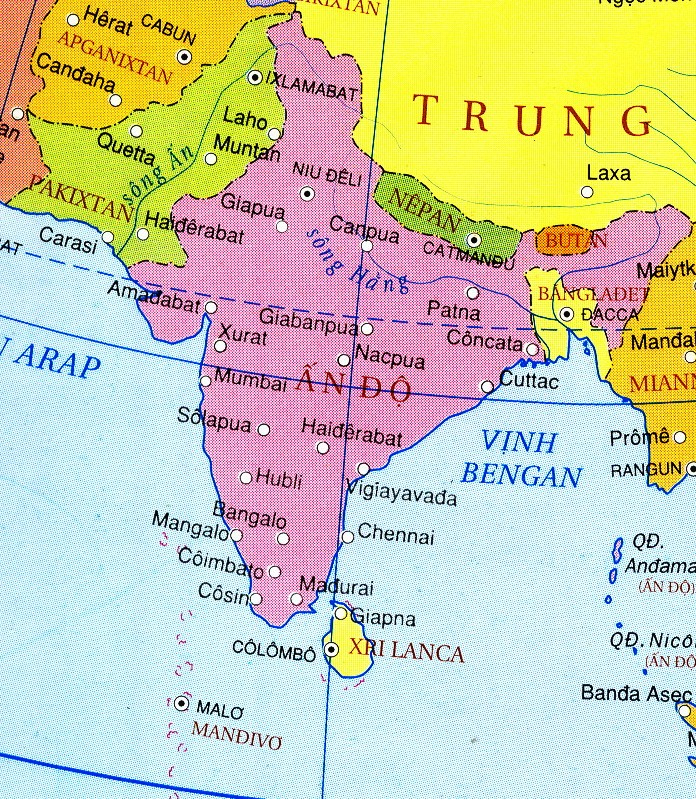 Hêrat
CABUN
APGANIXTAN
Canđaha
IXLAMABAT
TRUNG
Laho
Quetta
Muntan
sông Ấn
Laxa
NIU ĐÊLI
PAKIXTAN
NÊPAN
Giapua
Haiđêrabat
Canpua
Carasi
BUTAN
CATMANĐU
sông Hằng
Maiytk
BANGLAĐET
Amađabat
Patna
ĐACCA
Giabanpua
Xurat
Côncata
Manđal
Nacpua
N ARAP
Mumbai
ẤN ĐỘ
Cuttac
MIANN
Sôlapua
Haiđêrabat
VỊNH
BENGAN
Prômê
RANGUN
Hubli
Vigiayavađa
Bangalo
Mangalo
Chennai
QĐ.
Anđama
(ẤN ĐỘ)
Côimbato
Côsin
Mađurai
Giapna
QĐ. Nicô
(ẤN ĐỘ
CÔLÔMBÔ
XRI LANCA
Banđa Asec
MALƠ
MANĐIVƠ